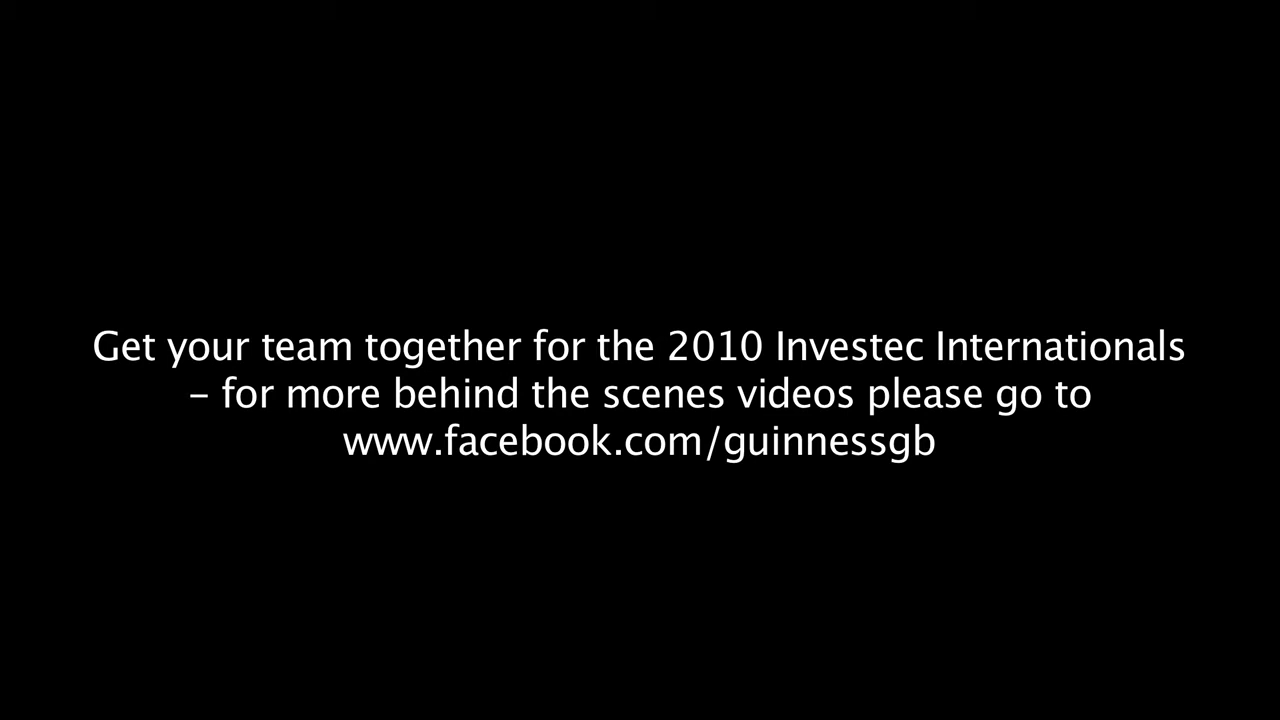 Get your team together for the 2010 Investec Internationals
– for more behind the scenes videos please go to
www.facebook.com/guinnessgb